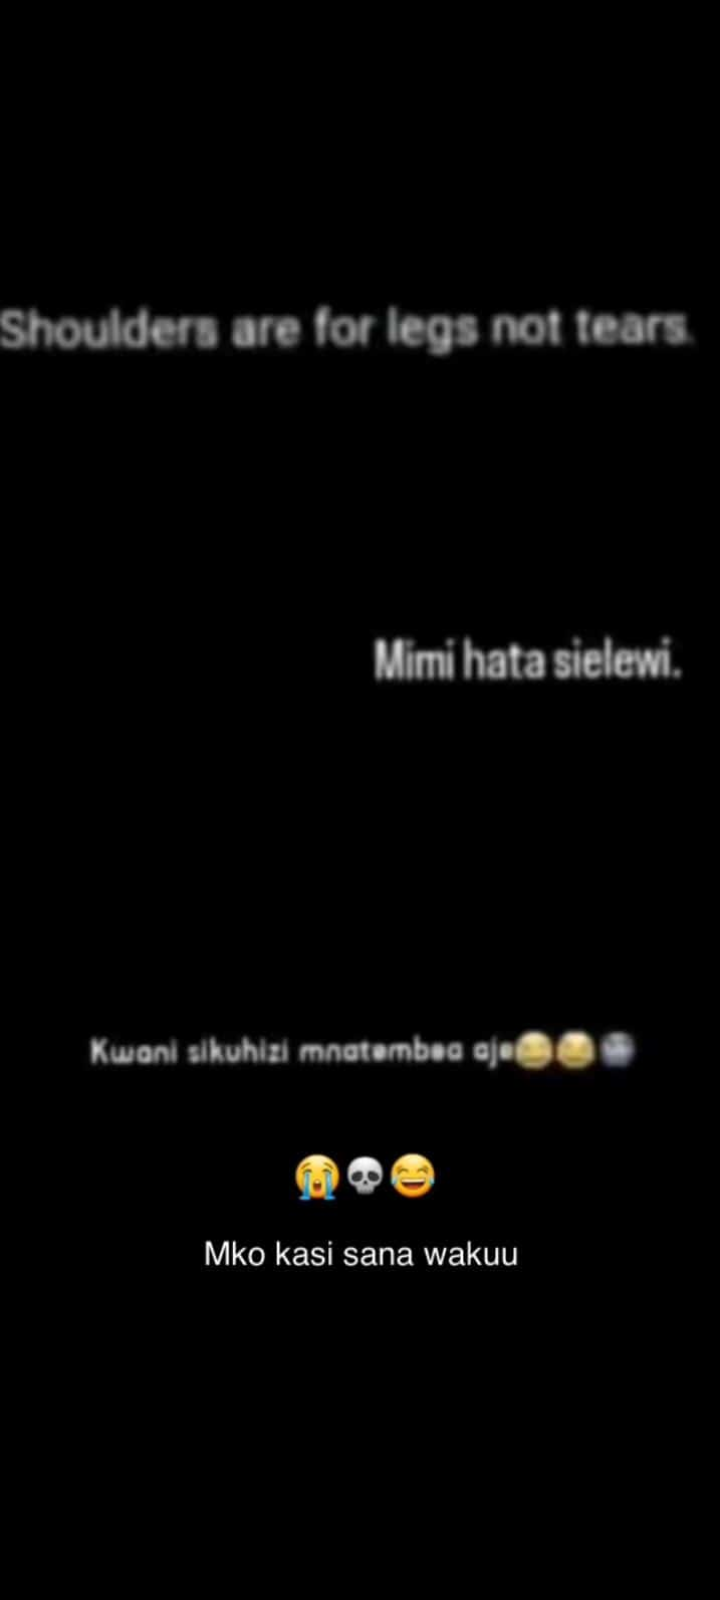 Shoulders are for legs not tears.
Mimi hata sielewi.
Kwani sikuhizi mnatembea aje😂😂💀
😭💀😂
Mko kasi sana wakuu